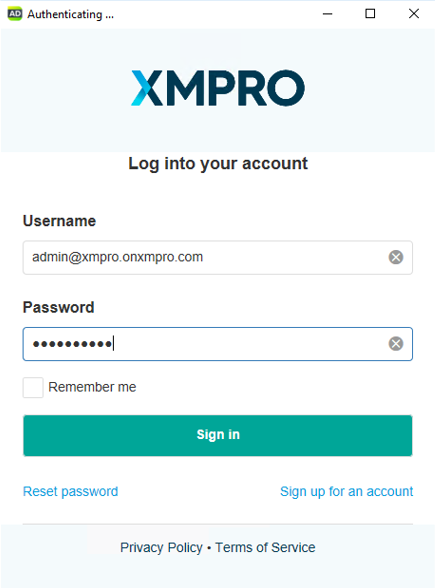 AD Authenticating ...
XMPRO
Log into your account
Username
admin@xmpro.onxmpro.com
Password
●●●●●●●●●●
Remember me
Sign in
Reset password Sign up for an account
Privacy Policy • Terms of Service